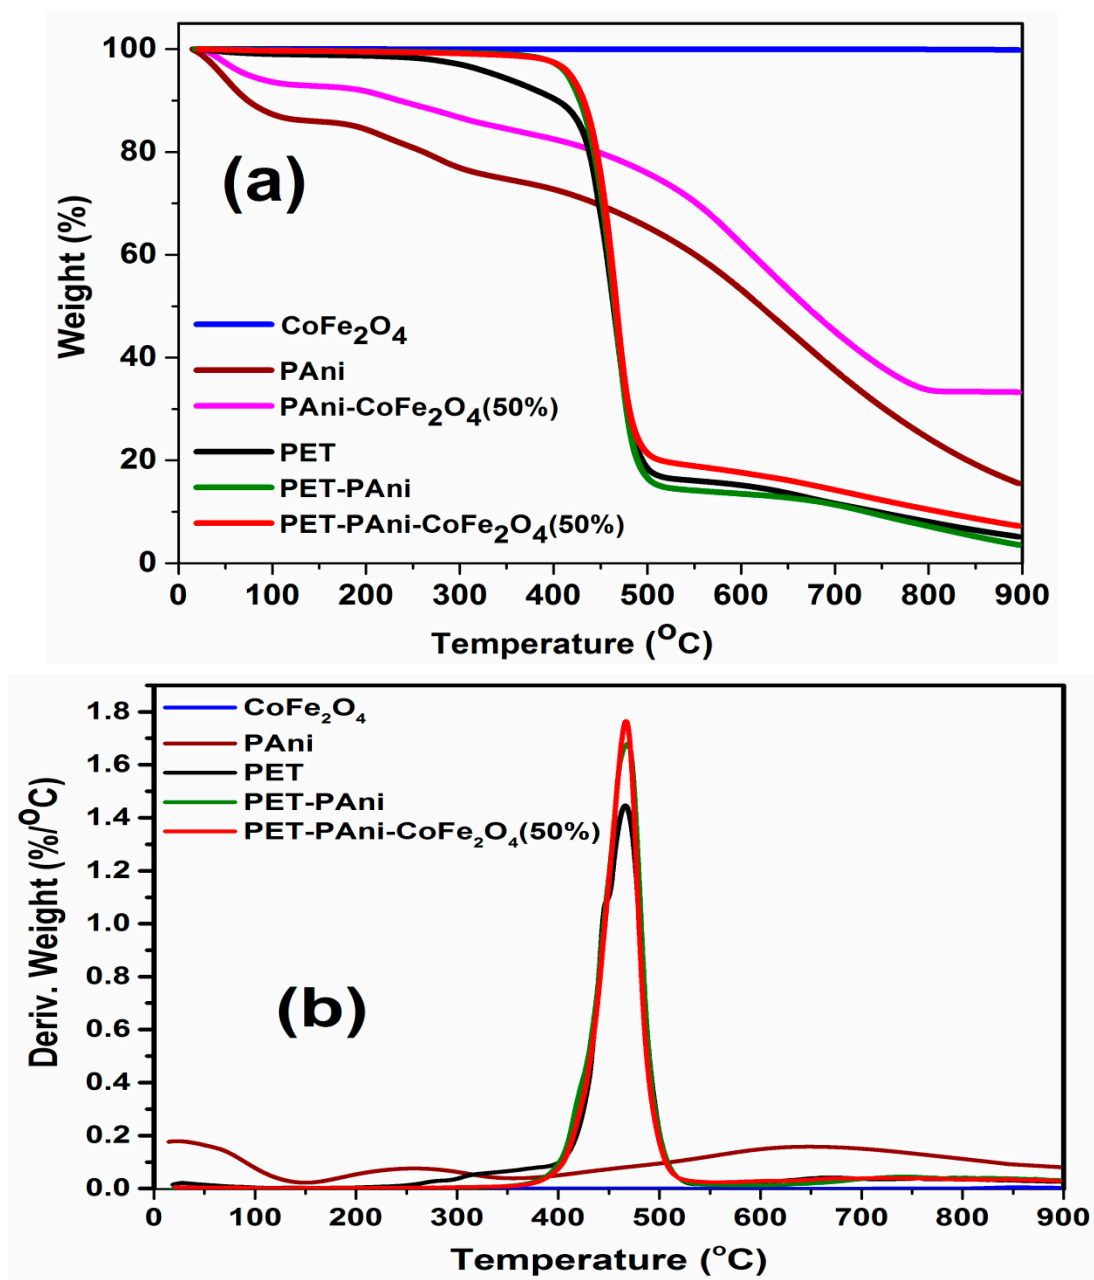 100
80
60
40
20
0
Weight (%)
(a)
CoFe₂O₄
PAni
PAni-CoFe₂O₄(50%)
PET
PET-PAni
PET-PAni-CoFe₂O₄(50%)
0 100 200 300 400 500 600 700 800 900
Temperature (°C)
1.8
1.6
1.4
1.2
1.0
0.8
0.6
0.4
0.2
0.0
Deriv. Weight (%/°C)
CoFe₂O₄
PAni
PET
PET-PAni
PET-PAni-CoFe₂O₄(50%)
(b)
0 100 200 300 400 500 600 700 800 900
Temperature (°C)